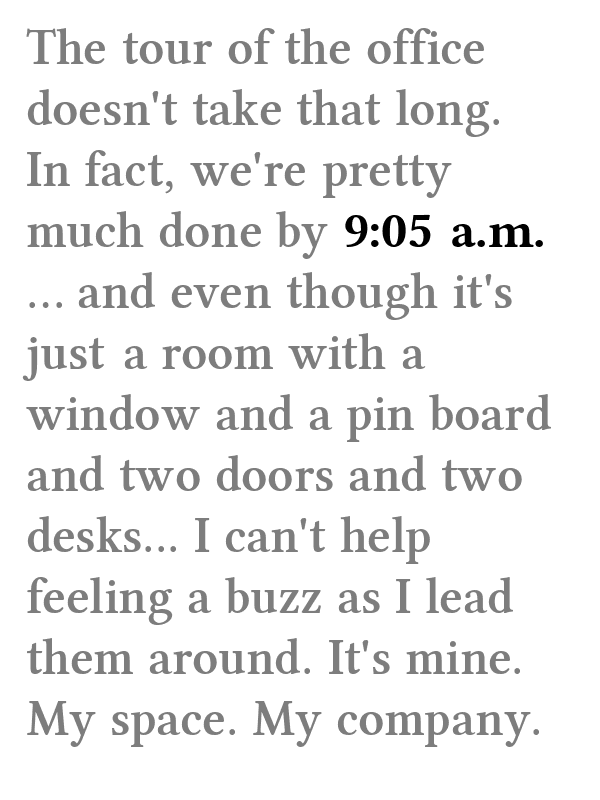 The tour of the office
doesn't take that long.
In fact, we're pretty
much done by 9:05 a.m.
... and even though it's
just a room with a
window and a pin board
and two doors and two
desks... I can't help
feeling a buzz as I lead
them around. It's mine.
My space. My company.